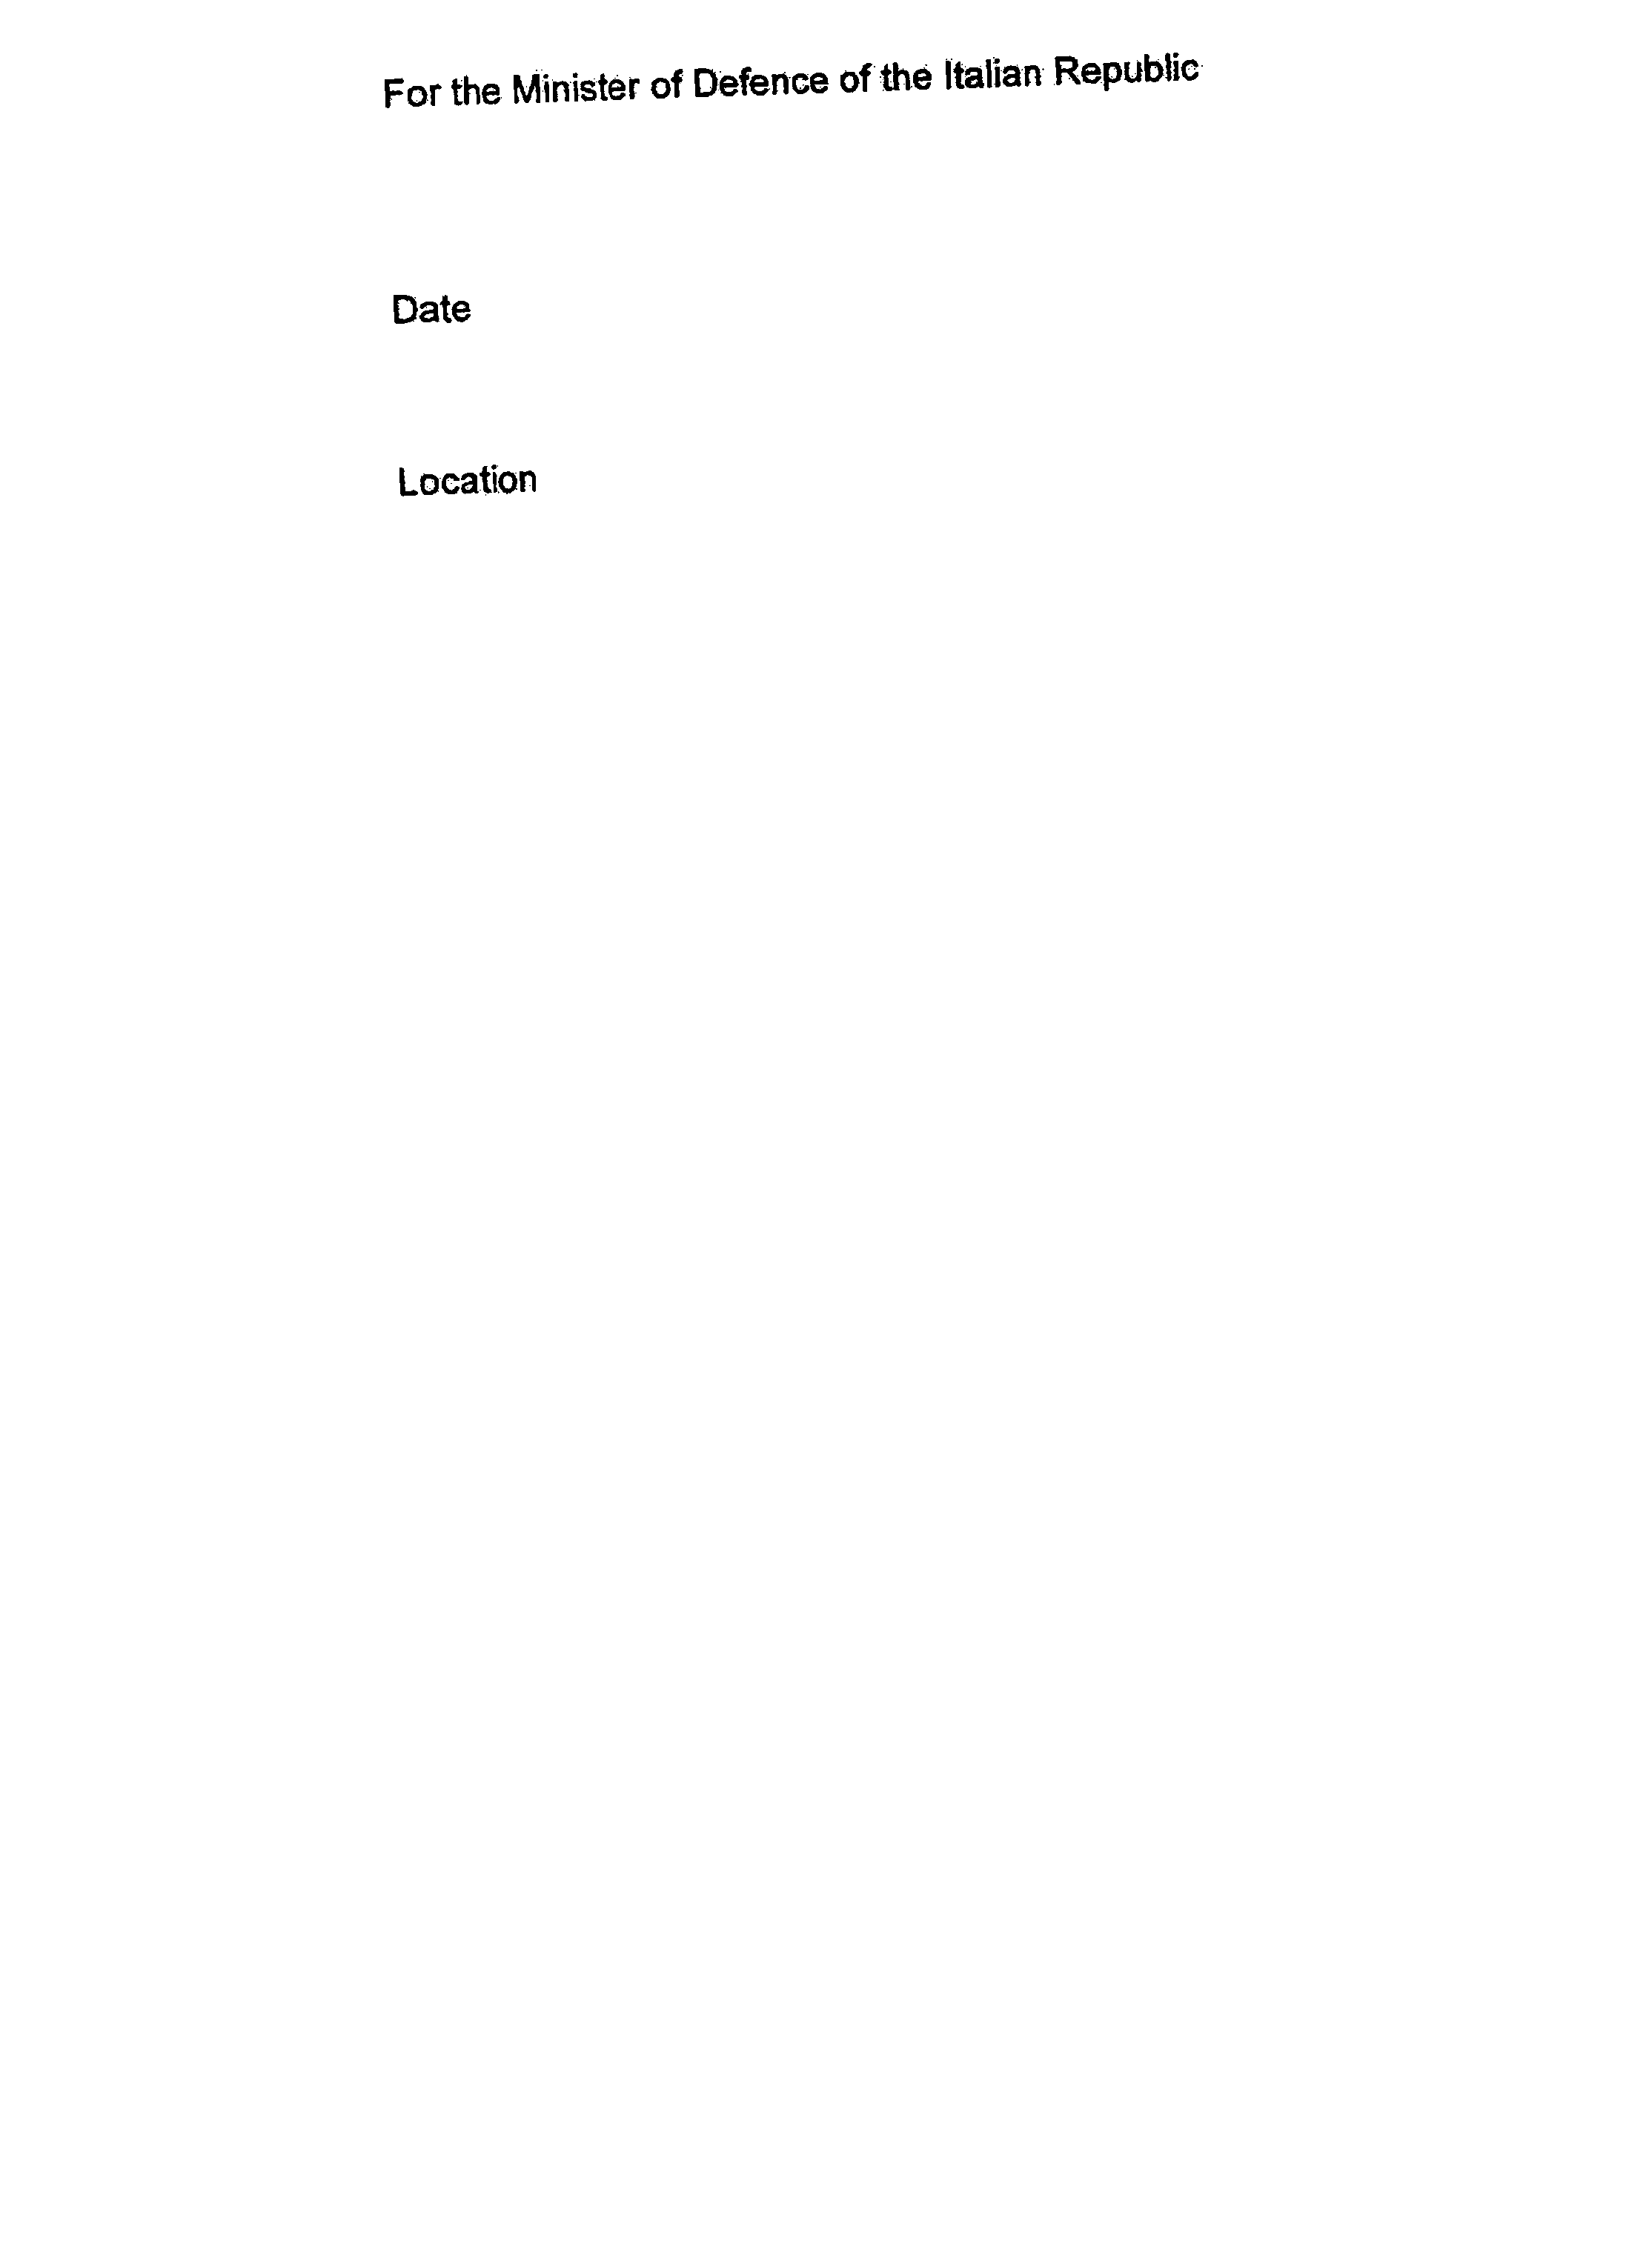 For the Minister of Defence of the Italian Republic
Date
Location